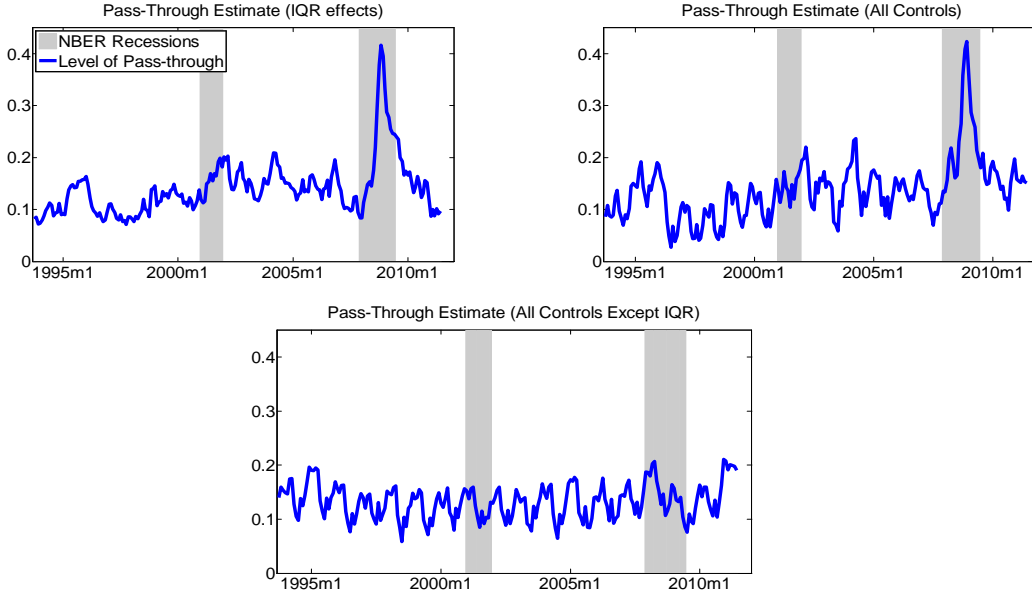 Pass-Through Estimate (IQR effects)
0.4
0.3
0.2
0.1
0
NBER Recessions
Level of Pass-through
1995m1 2000m1 2005m1 2010m1
Pass-Through Estimate (All Controls)
0.4
0.3
0.2
0.1
0
1995m1 2000m1 2005m1 2010m1
Pass-Through Estimate (All Controls Except IQR)
0.4
0.3
0.2
0.1
0
1995m1 2000m1 2005m1 2010m1